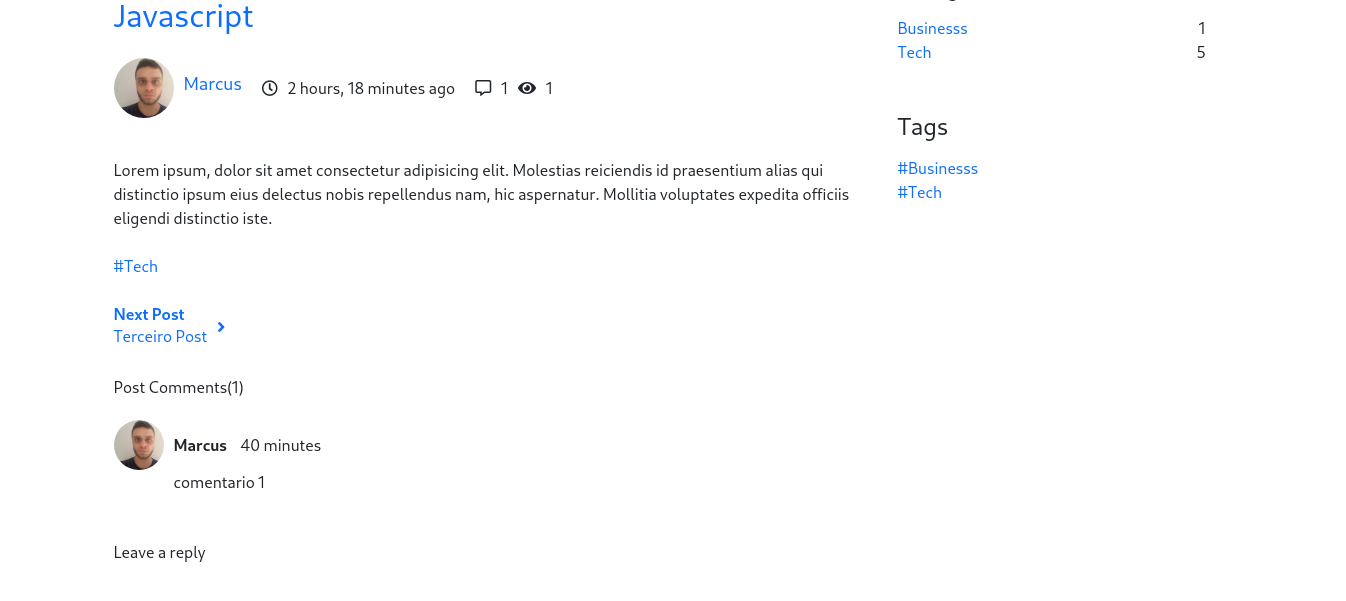 Javascript
Marcus 2 hours, 18 minutes ago 1 1
Lorem ipsum, dolor sit amet consectetur adipisicing elit. Molestias reiciendis id praesentium alias qui
distinctio ipsum eius delectus nobis repellendus nam, hic aspernatur. Mollitia voluptates expedita officiis
eligendi distinctio iste.
#Tech
Next Post
Terceiro Post
Post Comments(1)
Marcus 40 minutes
comentario 1
Leave a reply
Businesss 1
Tech 5
Tags
#Businesss
#Tech